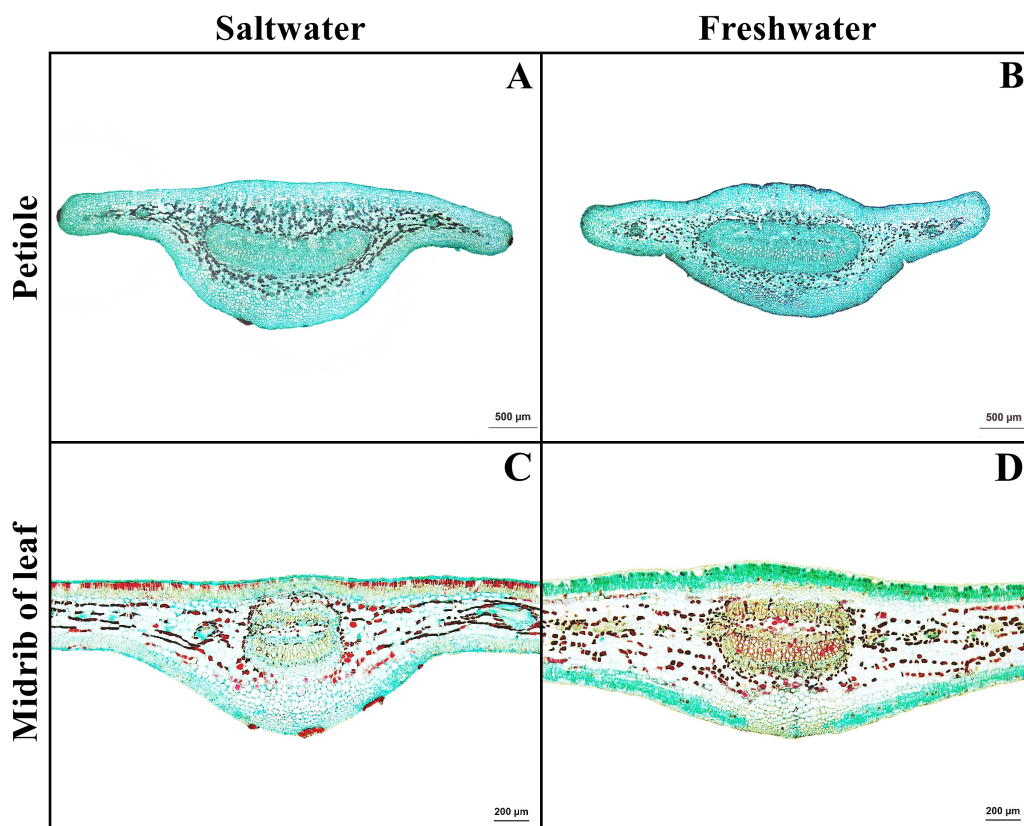 Saltwater
Freshwater
A
B
Petiole
500 µm
500 µm
C
D
Midrib of leaf
200 µm
200 µm